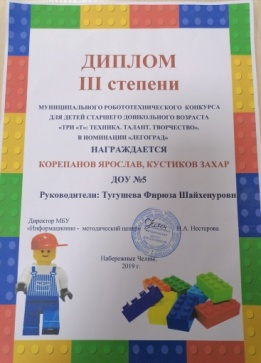 ДИПЛОМ
III степени
МУНИЦИПАЛЬНОГО РОБОТОТЕХНИЧЕСКОГО КОНКУРСА
ДЛЯ ДЕТЕЙ СТАРШЕГО ДОШКОЛЬНОГО ВОЗРАСТА
«ТРИ «Т»: ТЕХНИКА. ТАЛАНТ. ТВОРЧЕСТВО».
В НОМИНАЦИИ «ЛЕГОГРАД»
НАГРАЖДАЕТСЯ
КОРЕПАНОВ ЯРОСЛАВ, КУСТИКОВ ЗАХАР
ДОУ №5
Руководители: Тугушева Фирюза Шайхенуровн
Директор МБУ
«Информационно - методический центр» И.А. Нестерова
Набережные Челны,
2019 г.